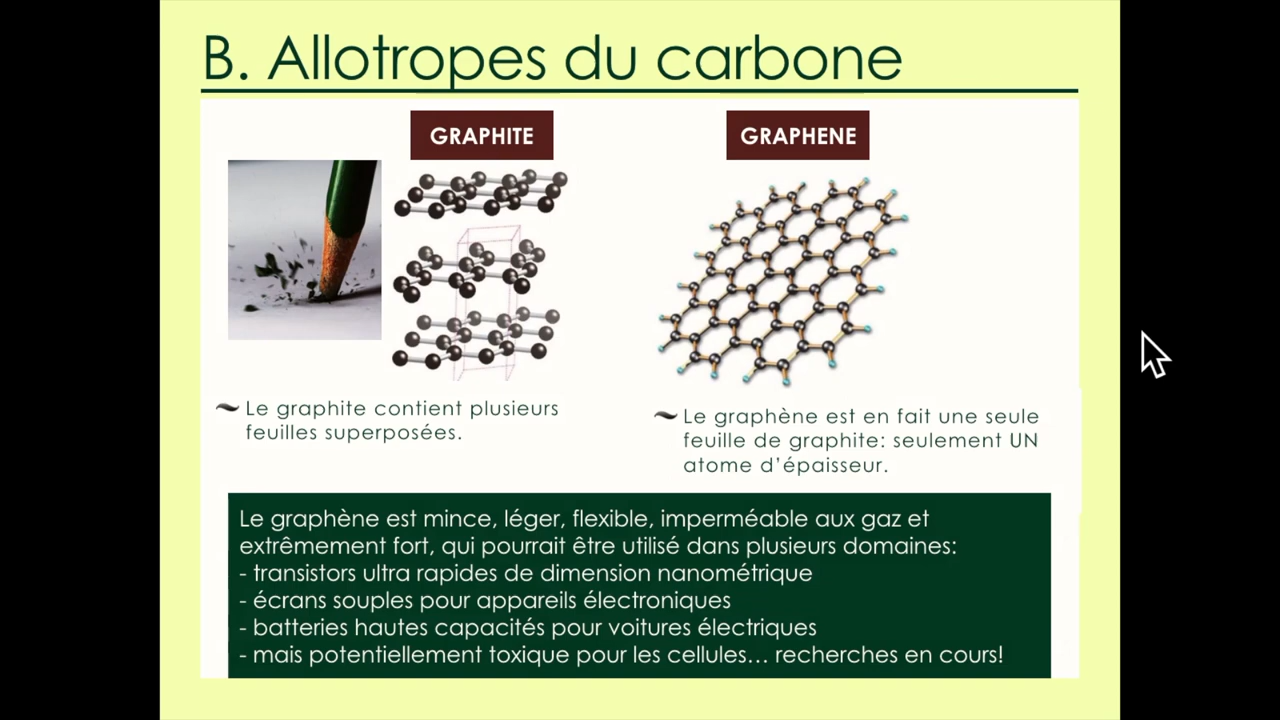 B. Allotropes du carbone
GRAPHITE
GRAPHENE
Le graphite contient plusieurs
feuilles superposées.
Le graphène est en fait une seule
feuille de graphite: seulement UN
atome d’épaisseur.
Le graphène est mince, léger, flexible, imperméable aux gaz et
extrêmement fort, qui pourrait être utilisé dans plusieurs domaines:
- transistors ultra rapides de dimension nanométrique
- écrans souples pour appareils électroniques
- batteries hautes capacités pour voitures électriques
- mais potentiellement toxique pour les cellules... recherches en cours!